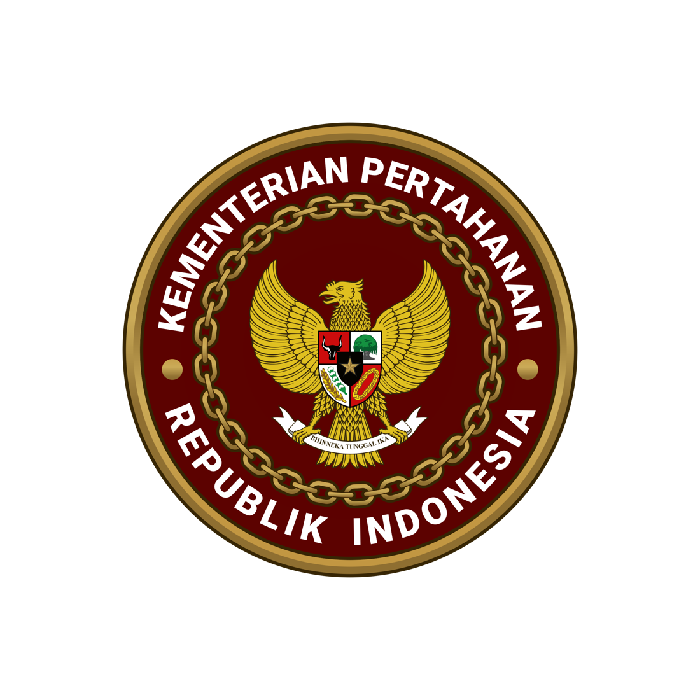 KEMENTERIAN PERTAHANAN
BHINNEKA TUNGGAL IKA
REPUBLIK INDONESIA